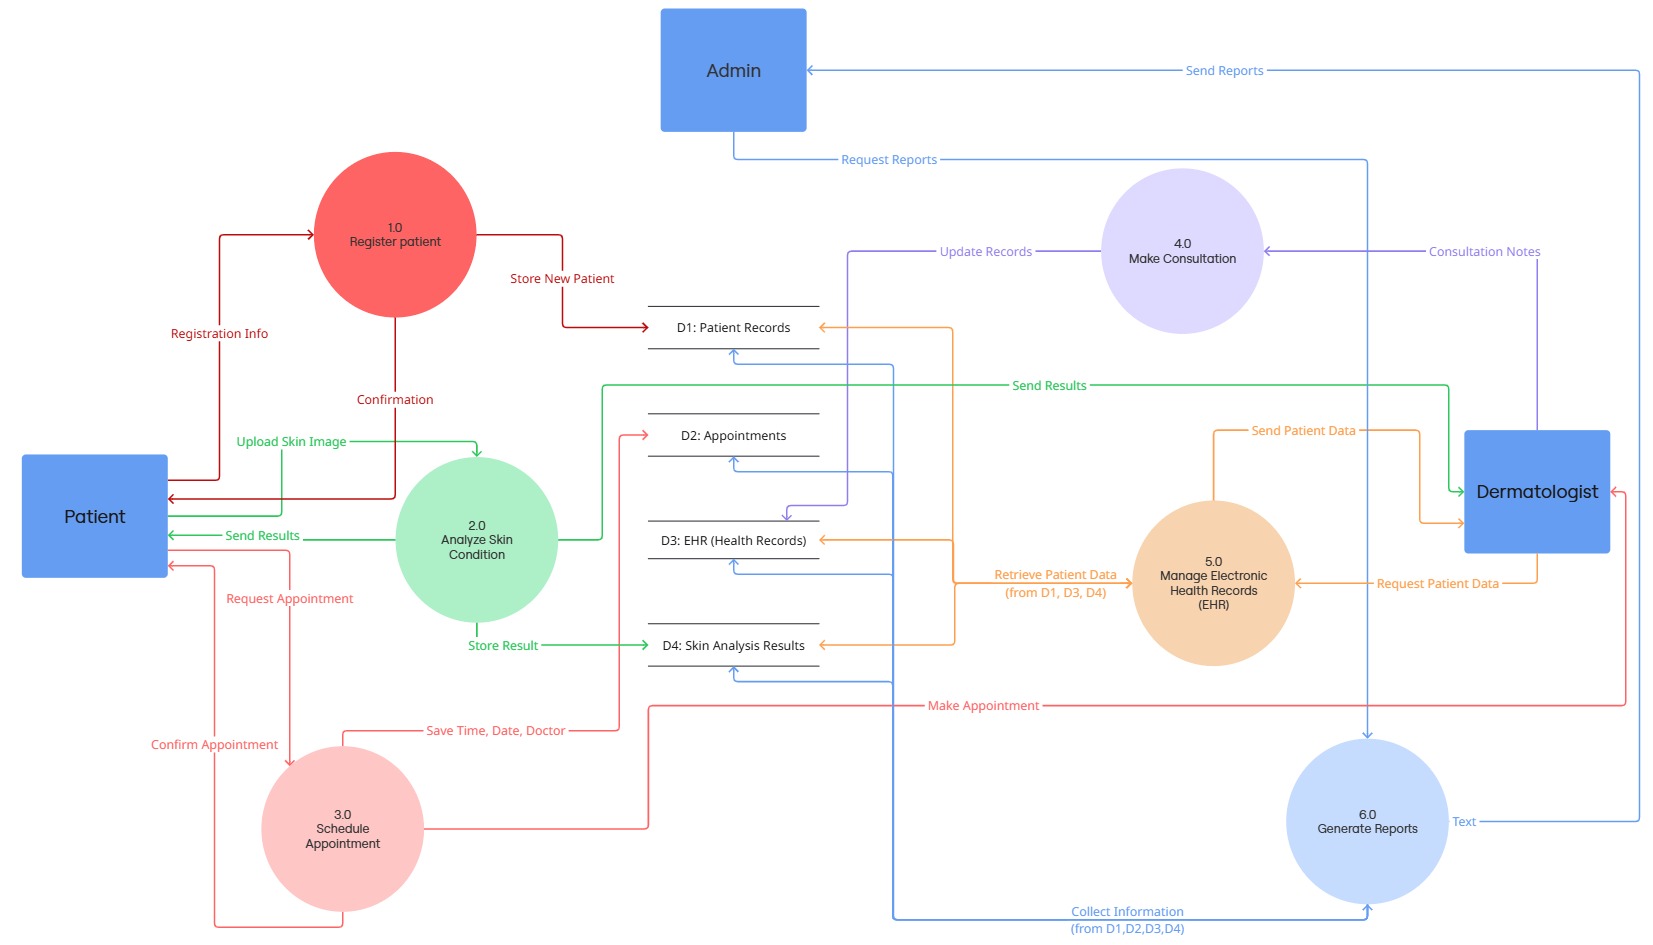 Admin
Send Reports
Request Reports
1.0
Register patient
4.0
Make Consultation
Update Records
Consultation Notes
Store New Patient
Registration Info
D1: Patient Records
Confirmation
Send Results
Upload Skin Image
D2: Appointments
Send Patient Data
Patient
Dermatologist
2.0
Analyze Skin
Condition
Send Results
D3: EHR (Health Records)
5.0
Manage Electronic
Health Records
(EHR)
Retrieve Patient Data
(from D1, D3, D4)
Request Patient Data
Request Appointment
Store Result
D4: Skin Analysis Results
Make Appointment
Save Time, Date, Doctor
Confirm Appointment
3.0
Schedule
Appointment
6.0
Generate Reports
Text
Collect Information
(from D1,D2,D3,D4)